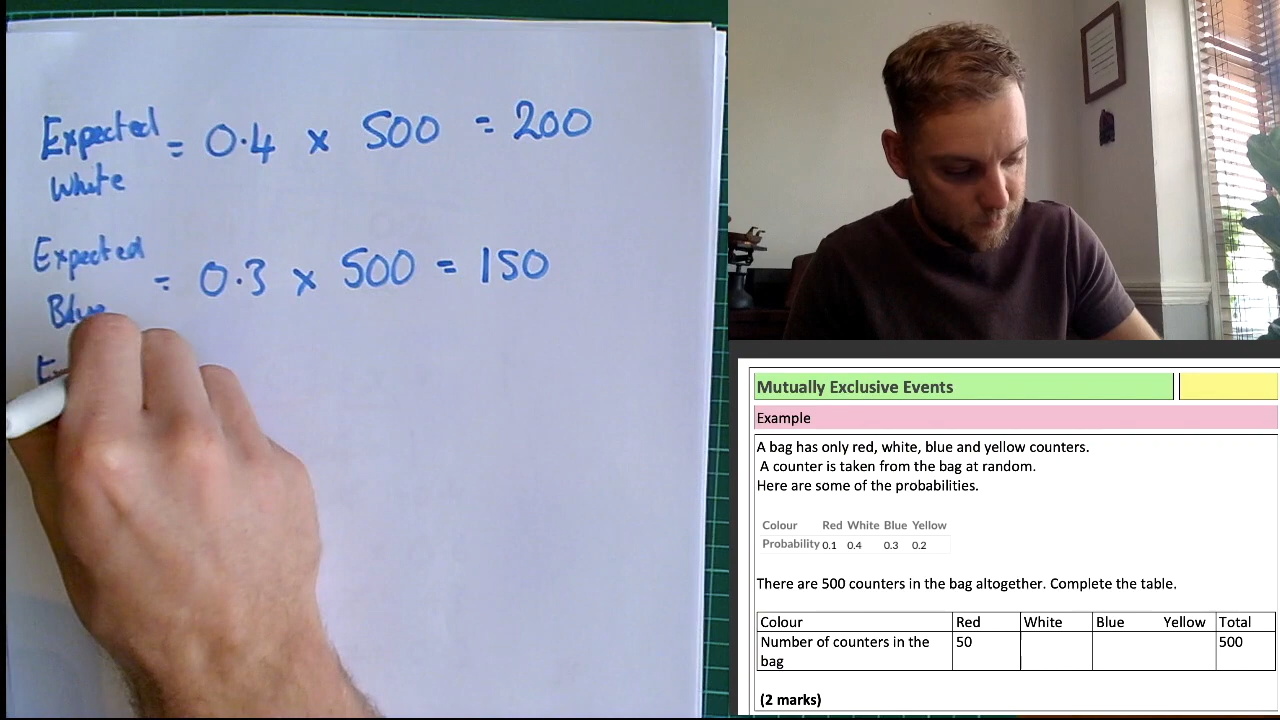 Expected = 0.4 × 500 = 200
White
Expected = 0.3 × 500 = 150
Blue
Mutually Exclusive Events
Example
A bag has only red, white, blue and yellow counters.
A counter is taken from the bag at random.
Here are some of the probabilities.
Colour Red White Blue Yellow
Probability 0.1 0.4 0.3 0.2
There are 500 counters in the bag altogether. Complete the table.
Colour Red White Blue Yellow Total
Number of counters in the bag 50 500
(2 marks)